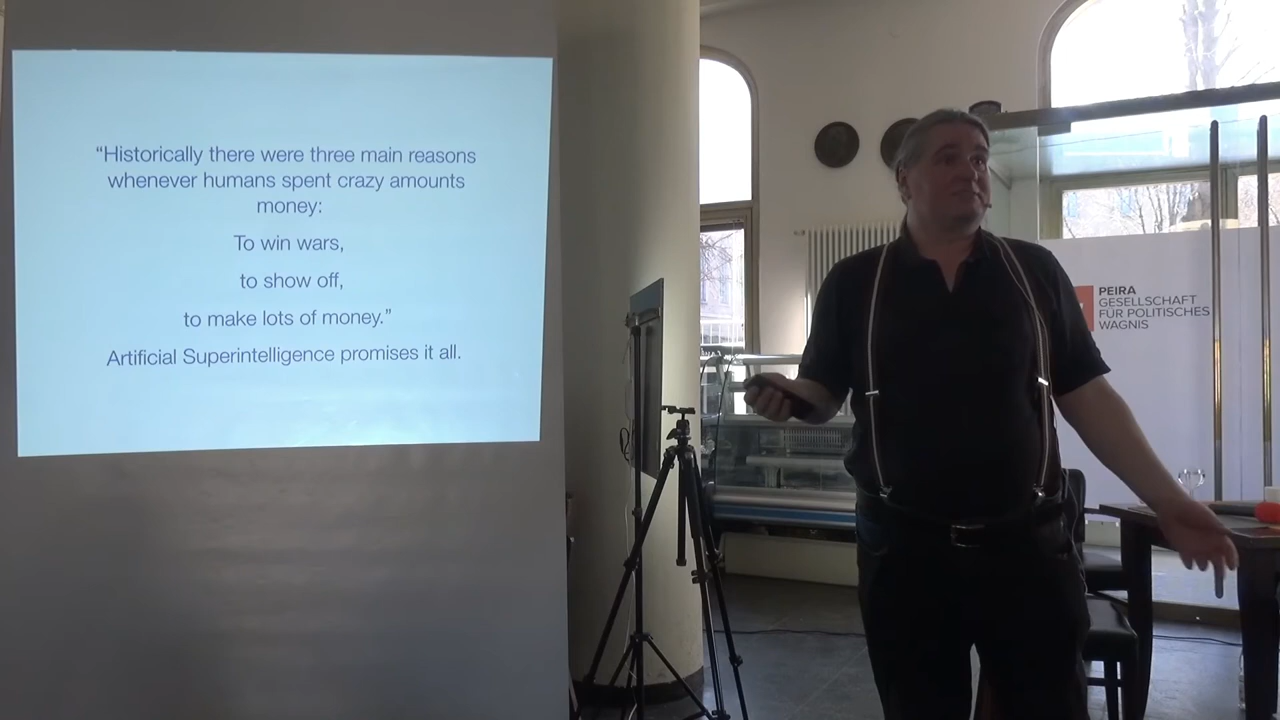 “Historically there were three main reasons
whenever humans spent crazy amounts
money:
To win wars,
to show off,
to make lots of money.”
Artificial Superintelligence promises it all.
PEIRA
GESELLSCHAFT
FÜR POLITISCHES
WAGNIS